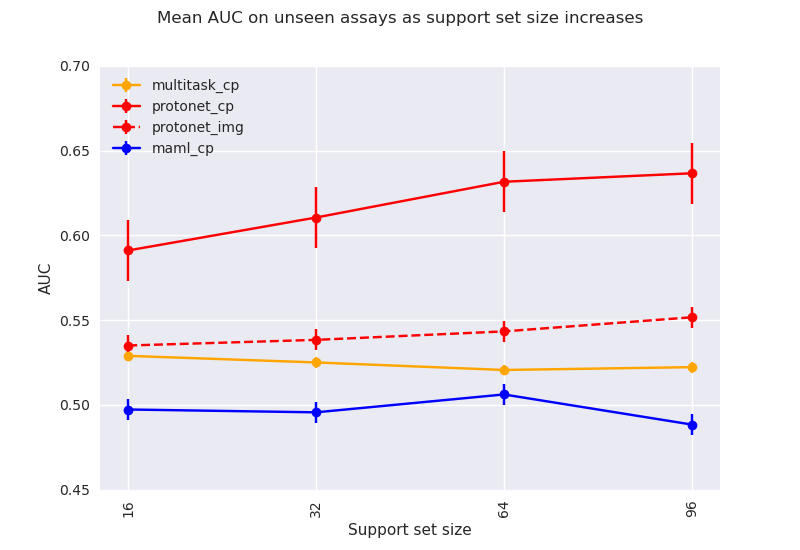 Mean AUC on unseen assays as support set size increases
multitask_cp
protonet_cp
protonet_img
maml_cp
0.70
0.65
0.60
0.55
0.50
0.45
AUC
16
32
64
96
Support set size